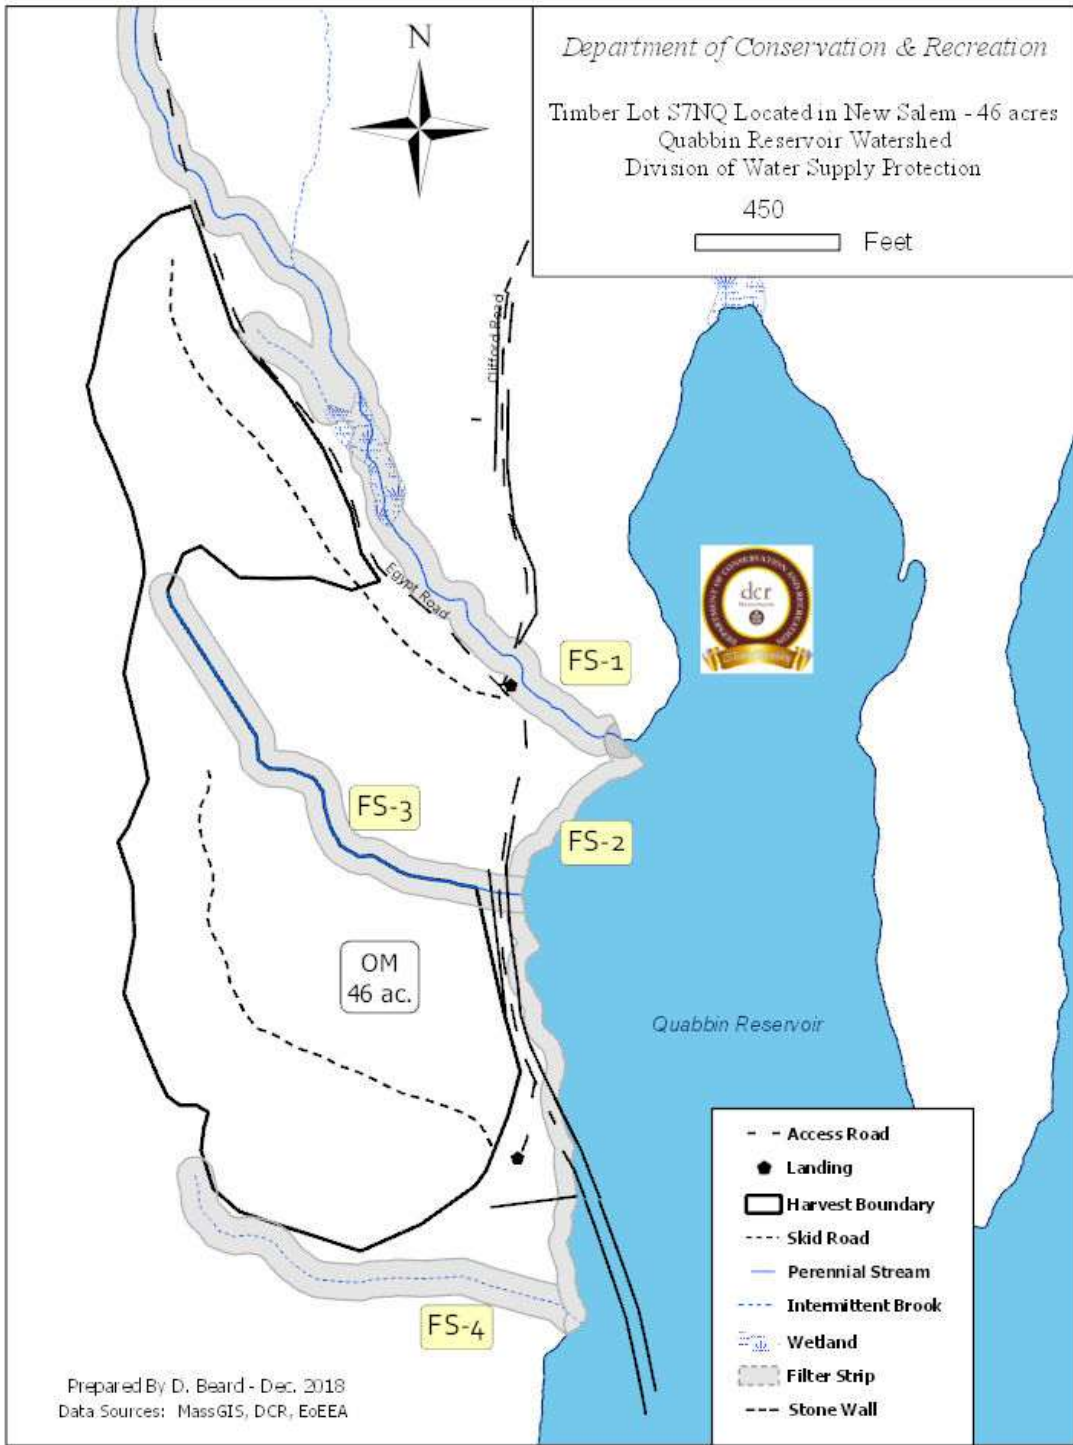 N
Department of Conservation & Recreation
Timber Lot S7NQ Located in New Salem - 46 acres
Quabbin Reservoir Watershed
Division of Water Supply Protection
450
Feet
Clifford Road
Egypt Road
dcr
FS-1
FS-3
FS-2
OM
46 ac.
Quabbin Reservoir
FS-4
Access Road
Landing
Harvest Boundary
Skid Road
Perennial Stream
Intermittent Brook
Wetland
Filter Strip
Stone Wall
Prepared By D. Beard - Dec. 2018
Data Sources: MassGIS, DCR, EoEEA